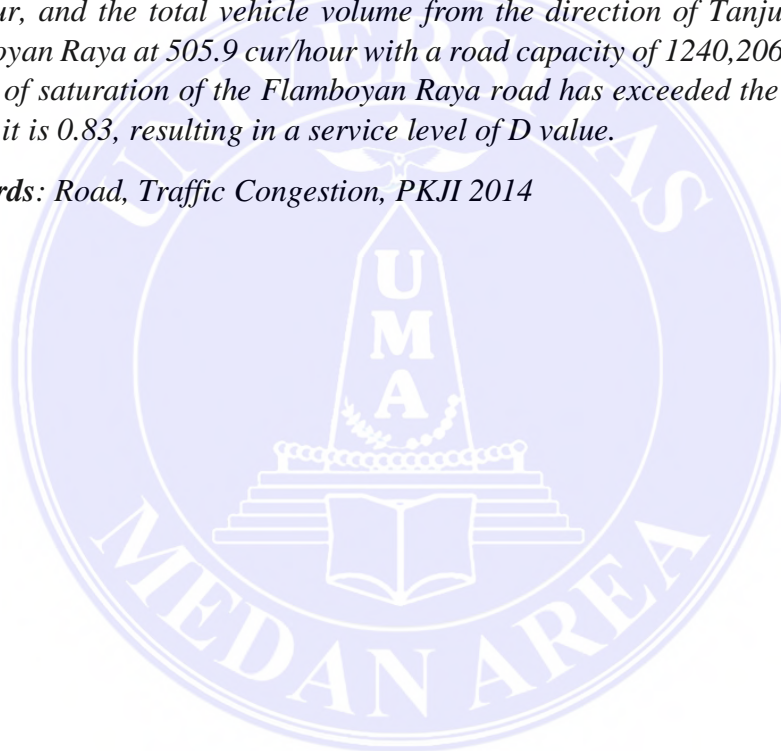 ur, and the total vehicle volume from the direction of Tanju
oyan Raya at 505.9 cur/hour with a road capacity of 1240,206
of saturation of the Flamboyan Raya road has exceeded the
it is 0.83, resulting in a service level of D value.
rds: Road, Traffic Congestion, PKJI 2014
UNIVERSITAS
UMA
MEDAN AREA